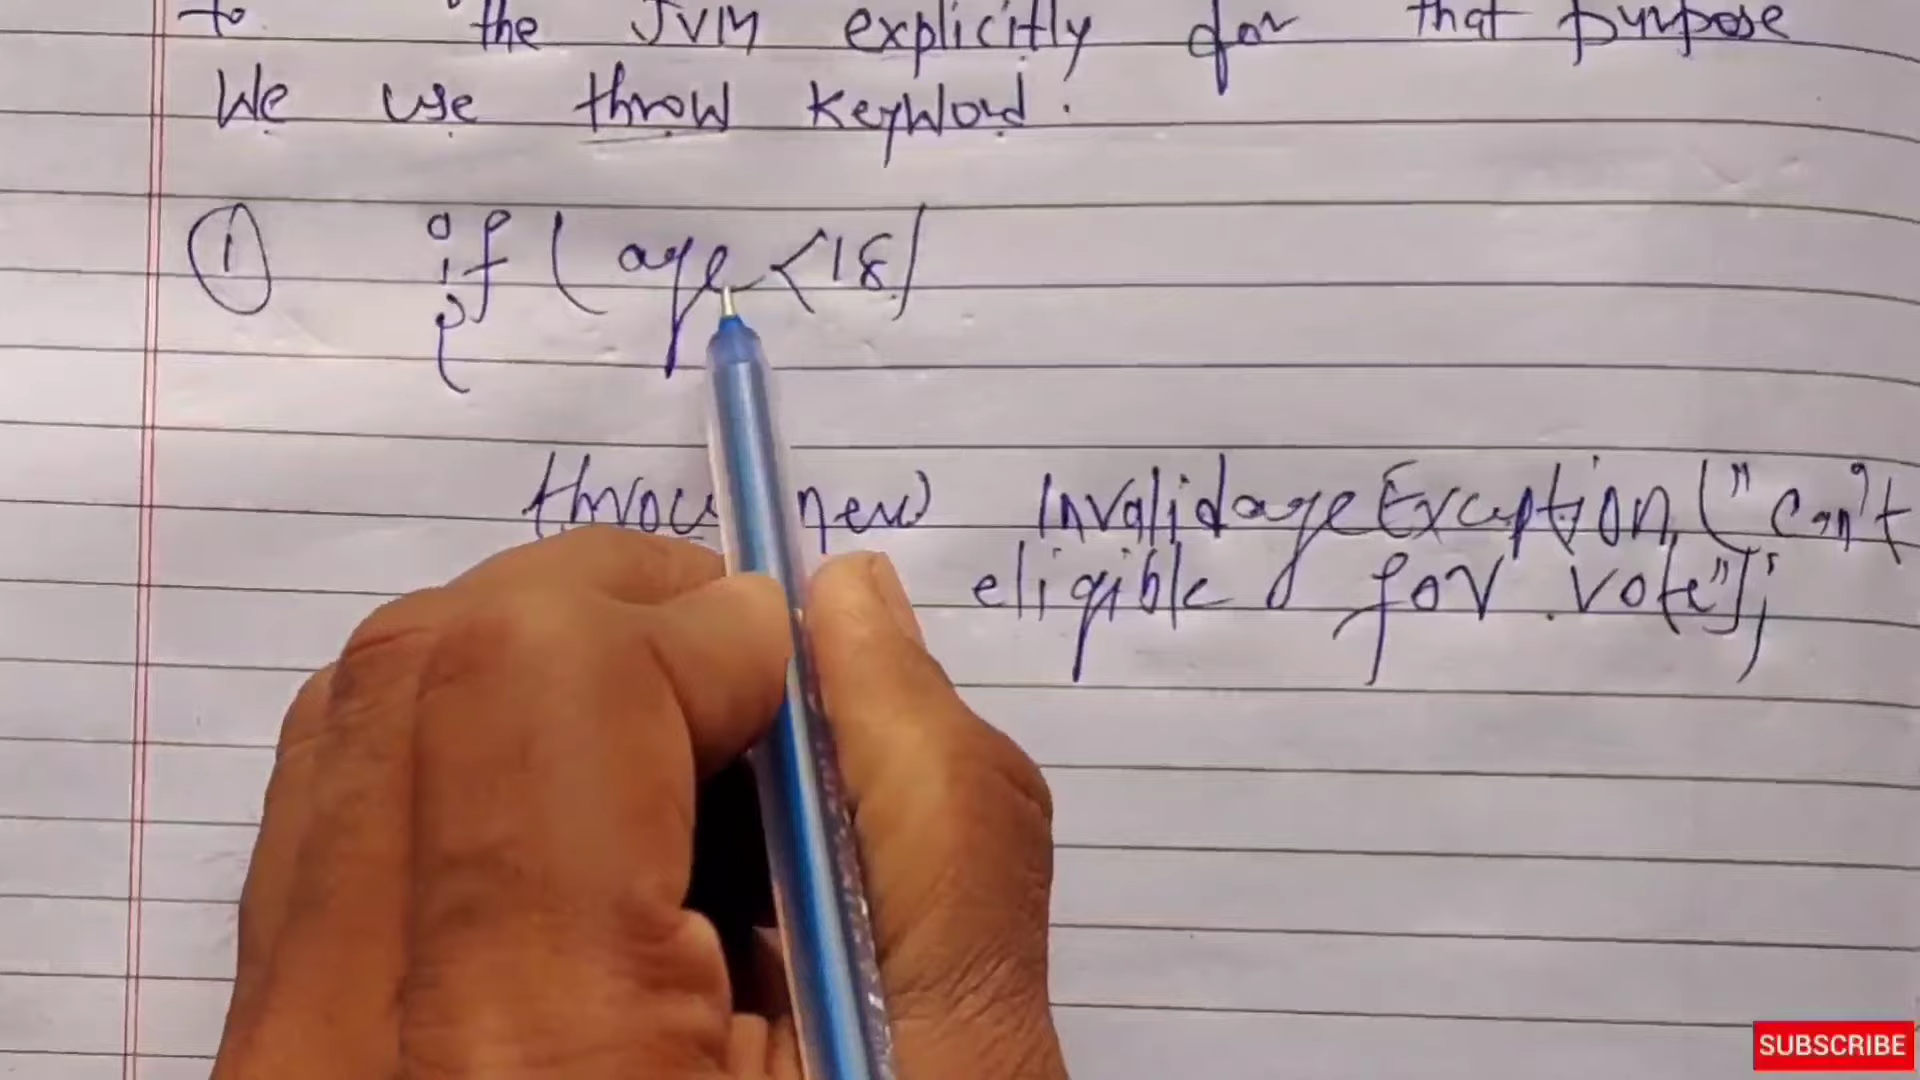 to the JVM explicitly for that purpose
We use throw keyword.
① if (age <18)
{
throw new InvalidageException ("Can't
eligible for vote");
SUBSCRIBE